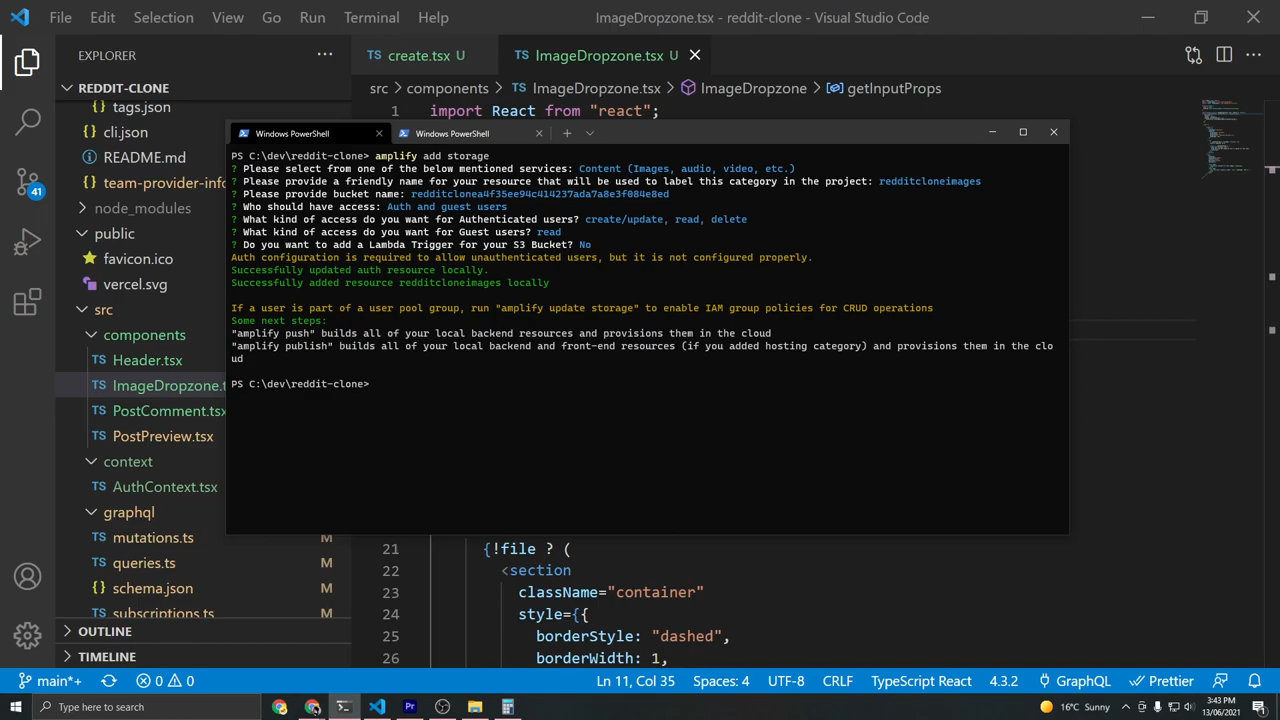 File Edit Selection View Go Run Terminal Help
ImageDropzone.tsx - reddit-clone - Visual Studio Code
EXPLORER
create.tsx U
ImageDropzone.tsx U
REDDIT-CLONE
src > components > ImageDropzone.tsx > ImageDropzone > getInputProps
tags.json
cli.json
README.md
team-provider-info
node_modules
public
favicon.ico
vercel.svg
src
components
Header.tsx
ImageDropzone.t
PostComment.tsx
PostPreview.tsx
context
AuthContext.tsx
graphql
mutations.ts M
queries.ts M
schema.json M
subscriptions.ts M
OUTLINE
TIMELINE
41
1 import React from "react";
Windows PowerShell
Windows PowerShell
PS C:\dev\reddit-clone> amplify add storage
? Please select from one of the below mentioned services: Content (Images, audio, video, etc.)
? Please provide a friendly name for your resource that will be used to label this category in the project: redditcloneimages
? Please provide bucket name: redditclonea4f35ee94c414237ada7a8e3f084e8ed
? Who should have access: Auth and guest users
? What kind of access do you want for Authenticated users? create/update, read, delete
? What kind of access do you want for Guest users? read
? Do you want to add a Lambda Trigger for your S3 Bucket? No
Auth configuration is required to allow unauthenticated users, but it is not configured properly.
Successfully updated auth resource locally.
Successfully added resource redditcloneimages locally
If a user is part of a user pool group, run "amplify update storage" to enable IAM group policies for CRUD operations
Some next steps:
"amplify push" builds all of your local backend resources and provisions them in the cloud
"amplify publish" builds all of your local backend and front-end resources (if you added hosting category) and provisions them in the clo
ud
PS C:\dev\reddit-clone>
21 {!file ? (
22 <section
23 className="container"
24 style={{
25 borderStyle: "dashed",
26 borderWidth: 1,
main*+ 0 0
Ln 11, Col 35 Spaces: 4 UTF-8 CRLF TypeScript React 4.3.2 GraphQL Prettier
Type here to search
16°C Sunny
3:43 PM
13/06/2021